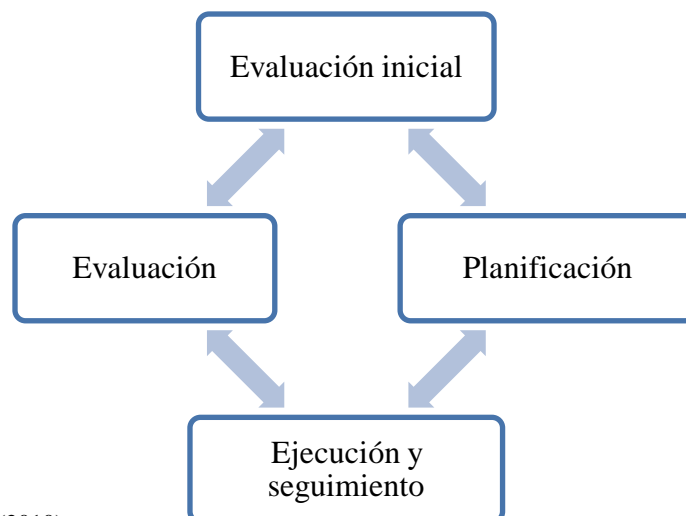 Evaluación inicial
Evaluación
Planificación
Ejecución y
seguimiento